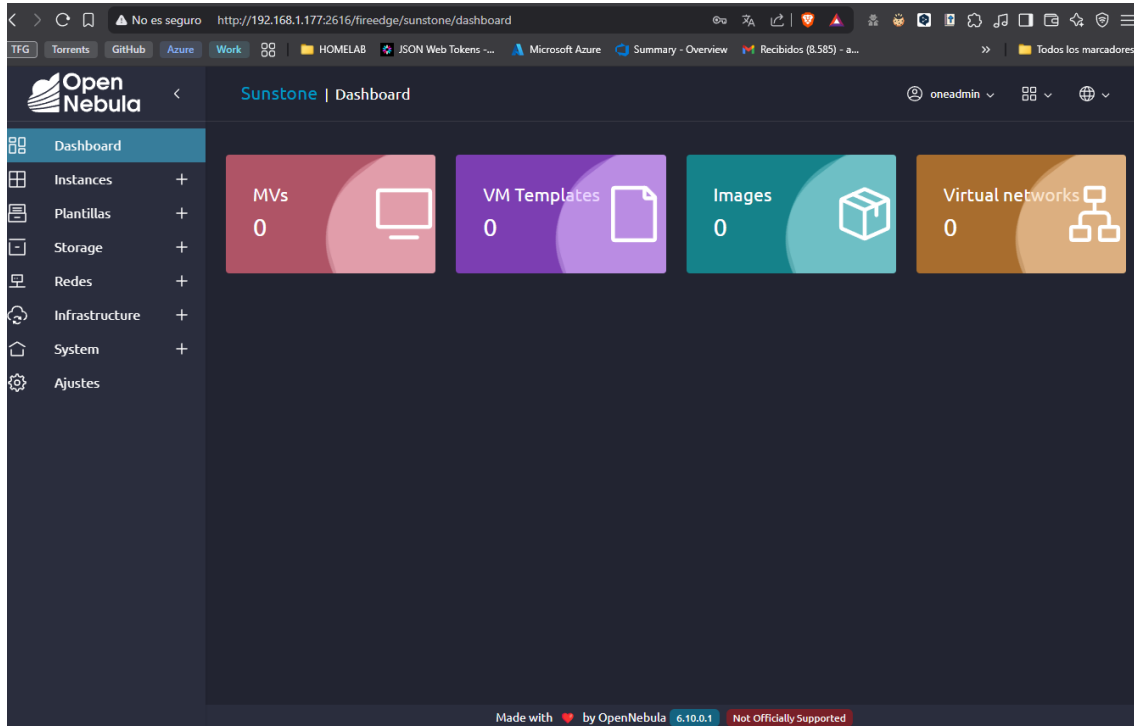 No es seguro http://192.168.1.177:2616/fireedge/sunstone/dashboard
TFG Torrents GitHub Azure Work HOMELAB JSON Web Tokens -... Microsoft Azure Summary - Overview Recibidos (8.585) - a... » Todos los marcadores
Open
Nebula
Sunstone | Dashboard
oneadmin
Dashboard
Instances
Plantillas
Storage
Redes
Infrastructure
System
Ajustes
MVs
0
VM Templates
0
Images
0
Virtual networks
0
Made with by OpenNebula 6.10.0.1 Not Officially Supported